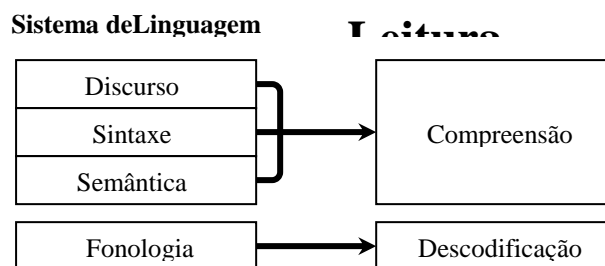 Sistema deLinguagem
Leitura
Discurso
Sintaxe
Semântica
Compreensão
Fonologia
Descodificação